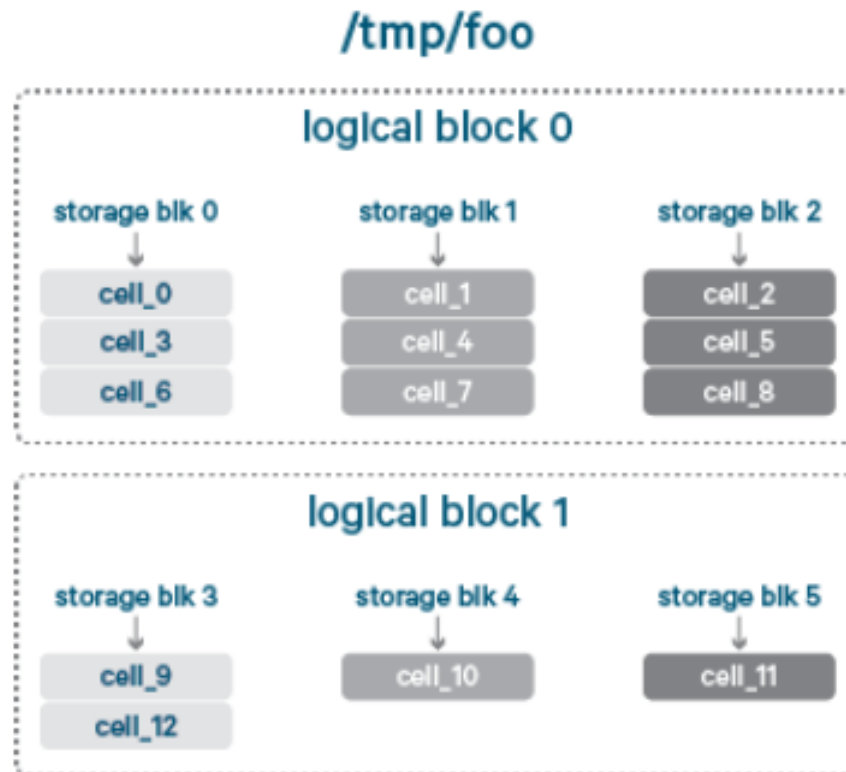 /tmp/foo
logical block 0
storage blk 0 storage blk 1 storage blk 2
cell_0 cell_1 cell_2
cell_3 cell_4 cell_5
cell_6 cell_7 cell_8
logical block 1
storage blk 3 storage blk 4 storage blk 5
cell_9 cell_10 cell_11
cell_12